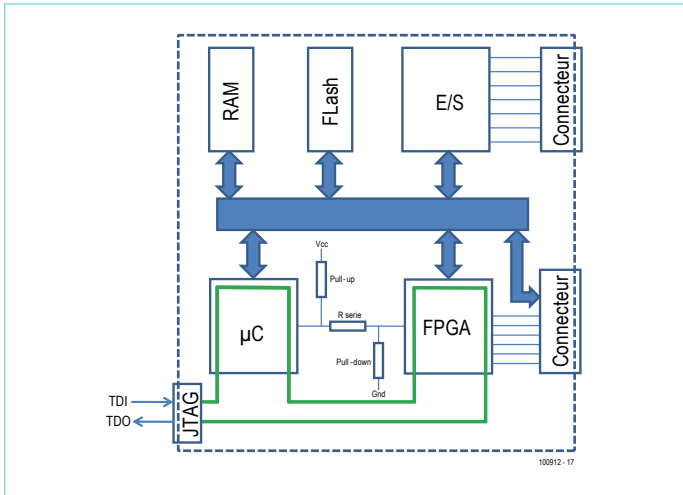 RAM
FLash
E/S
Connecteur
Vcc
Pull-up
µC
R serie
FPGA
Connecteur
Pull-down
Gnd
TDI
TDO
JTAG
100912 - 17